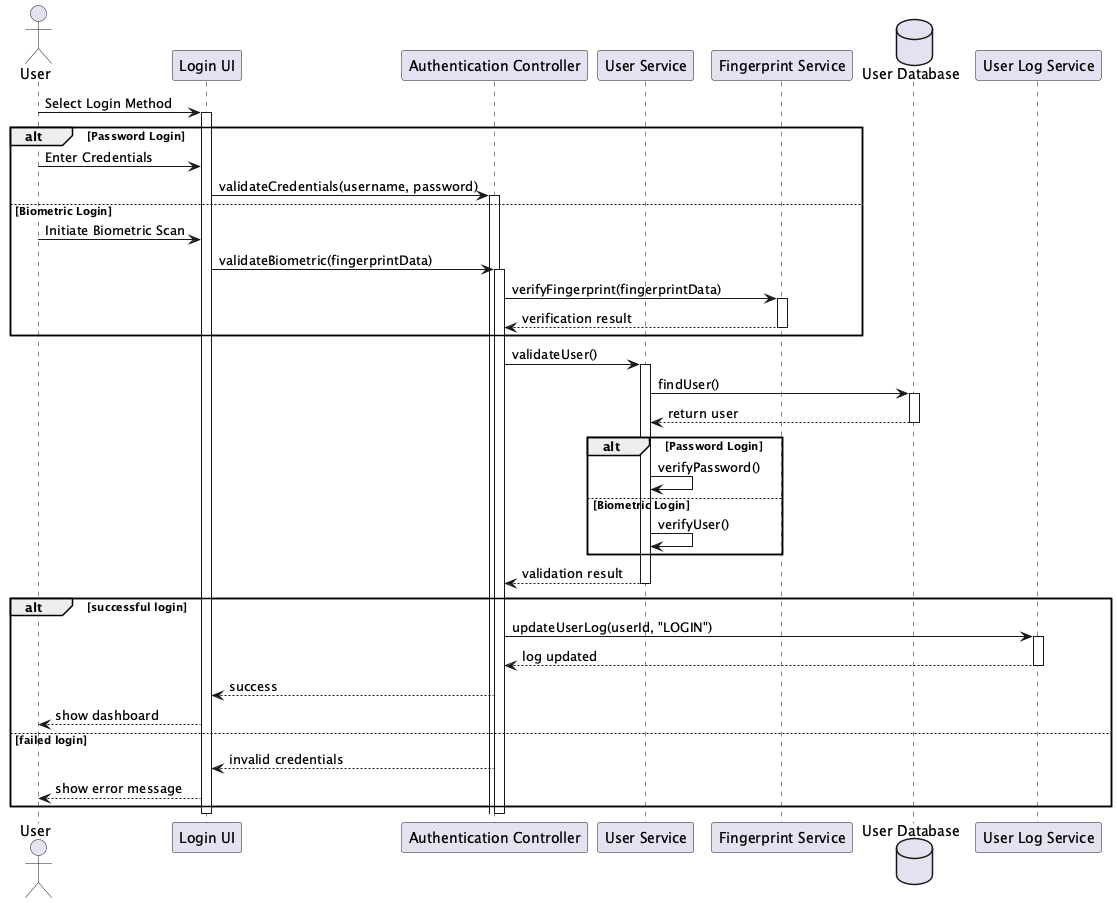 User
Login UI
Authentication Controller
User Service
Fingerprint Service
User Database
User Log Service
Select Login Method
alt
[Password Login]
Enter Credentials
validateCredentials(username, password)
[Biometric Login]
Initiate Biometric Scan
validateBiometric(fingerprintData)
verifyFingerprint(fingerprintData)
verification result
validateUser()
findUser()
return user
alt
[Password Login]
verifyPassword()
[Biometric Login]
verifyUser()
validation result
alt
[successful login]
updateUserLog(userId, "LOGIN")
log updated
success
show dashboard
[failed login]
invalid credentials
show error message
User
Login UI
Authentication Controller
User Service
Fingerprint Service
User Database
User Log Service